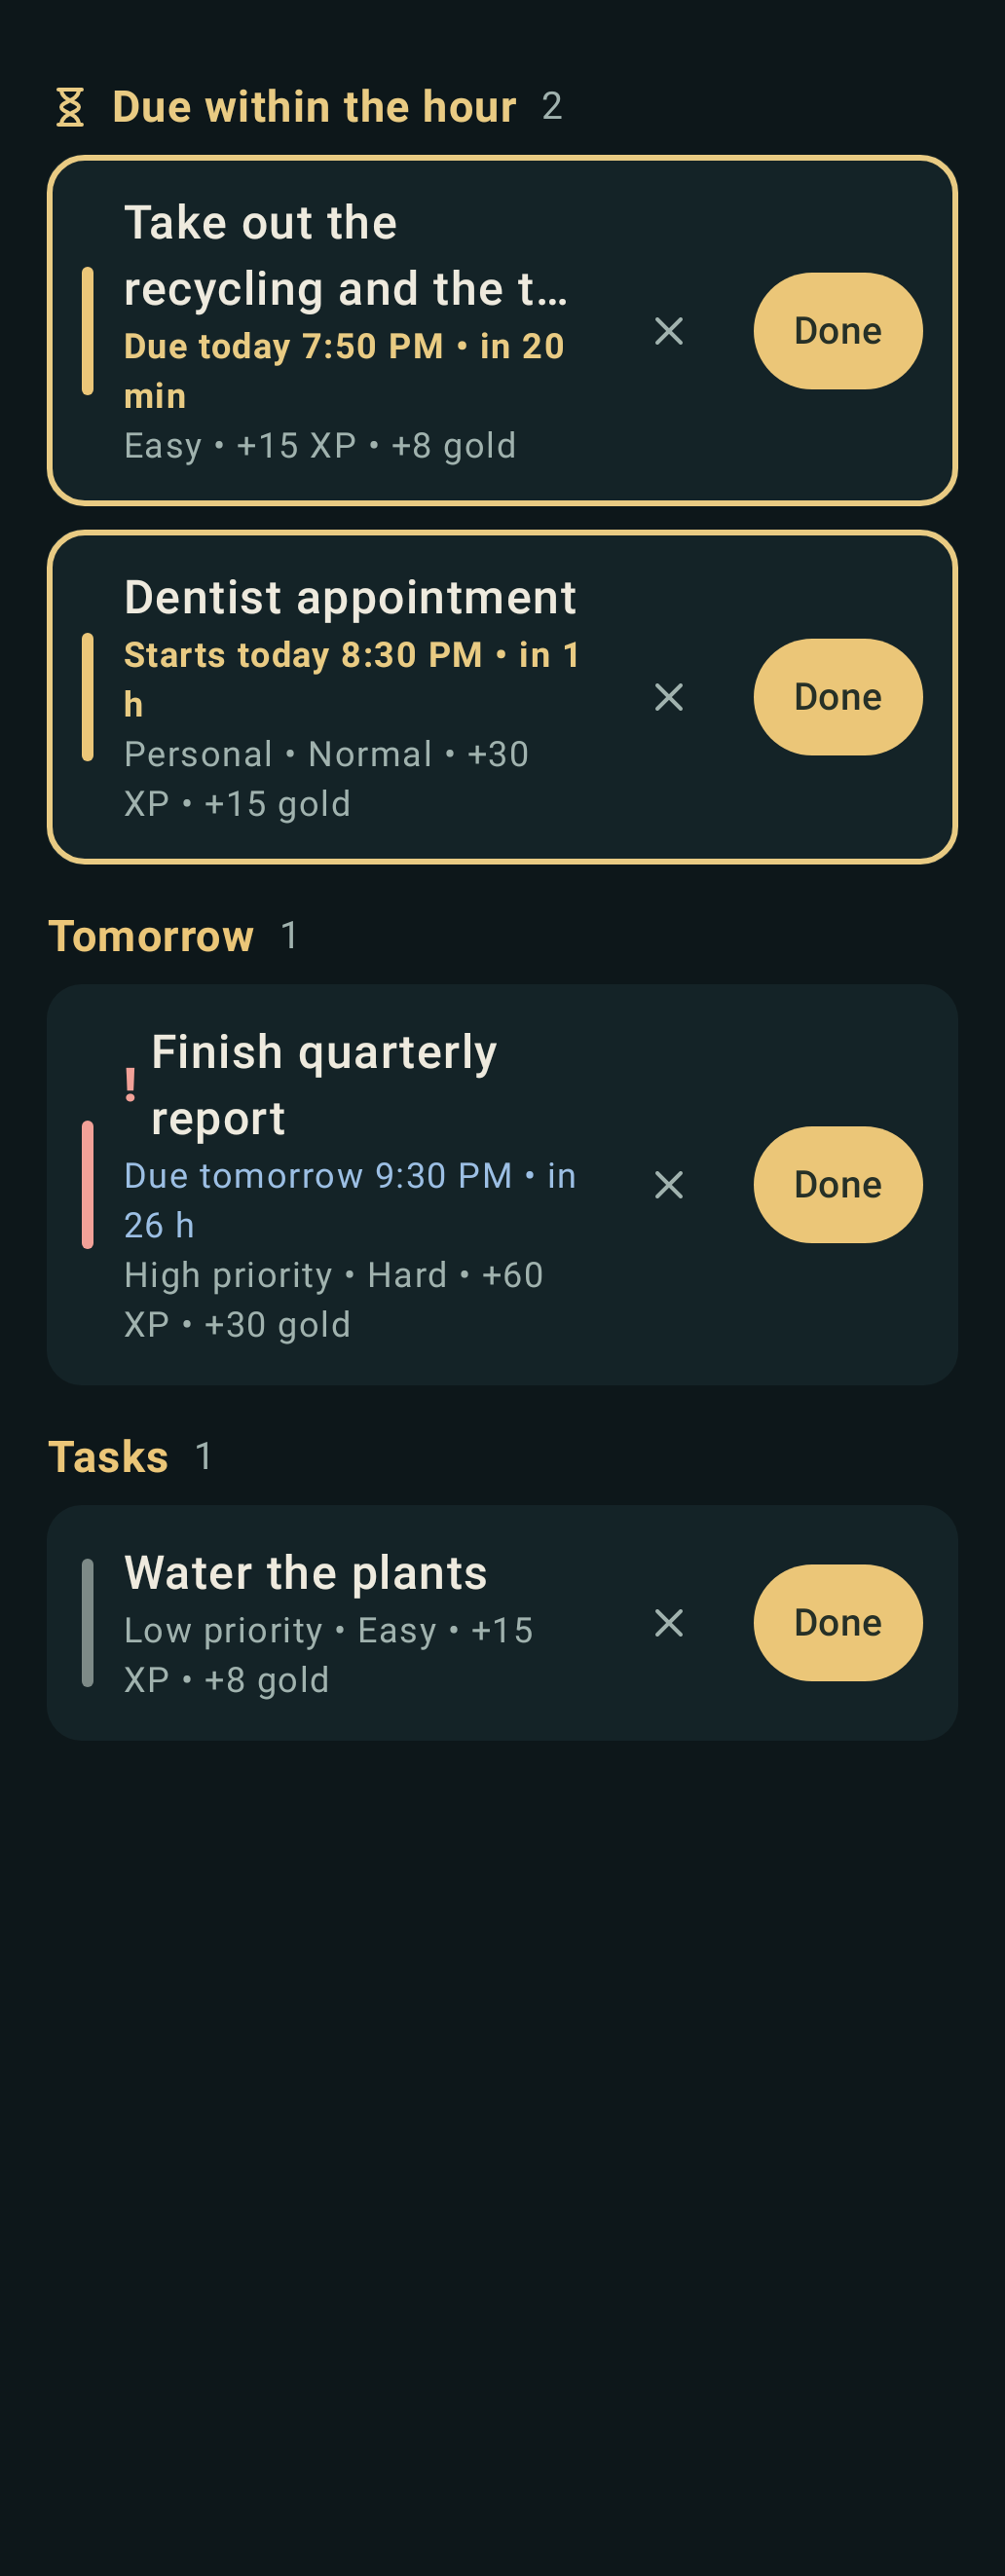 Due within the hour 2
Take out the
recycling and the t…
Due today 7:50 PM • in 20
min
Easy • +15 XP • +8 gold
Done
Dentist appointment
Starts today 8:30 PM • in 1
h
Personal • Normal • +30
XP • +15 gold
Done
Tomorrow 1
! Finish quarterly
report
Due tomorrow 9:30 PM • in
26 h
High priority • Hard • +60
XP • +30 gold
Done
Tasks 1
Water the plants
Low priority • Easy • +15
XP • +8 gold
Done